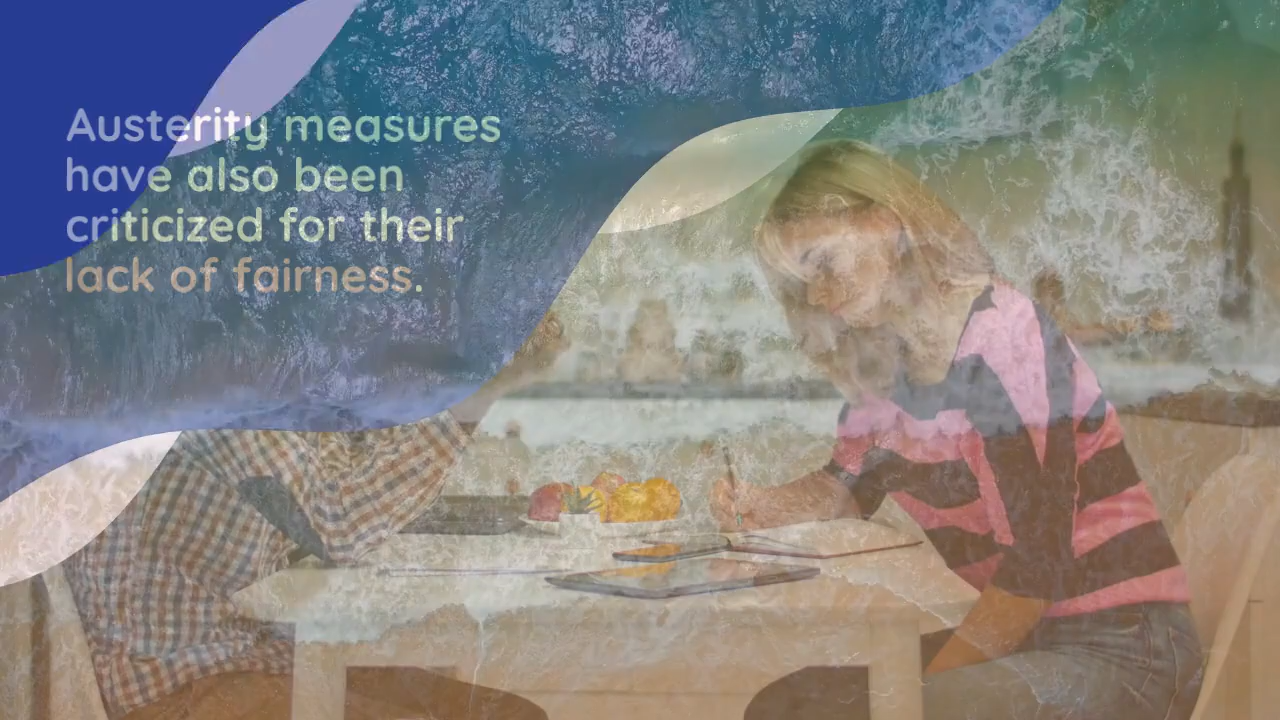 Austerity measures
have also been
criticized for their
lack of fairness.